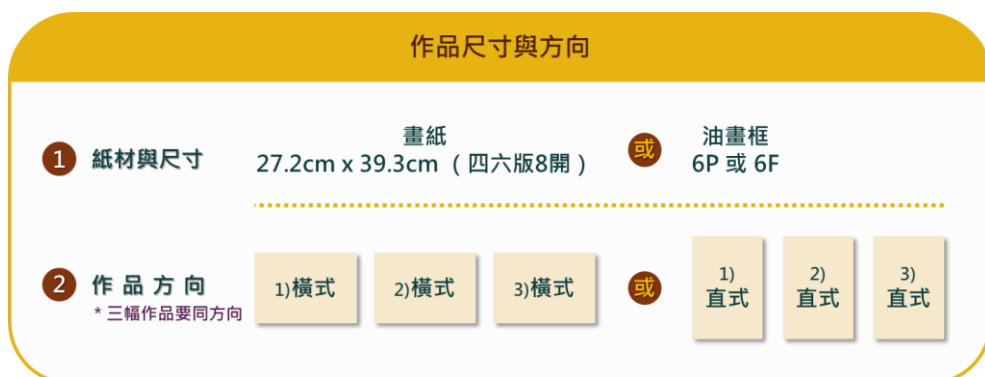 作品尺寸與方向
1 紙材與尺寸
畫紙
27.2cm x 39.3cm （四六版8開）
或
油畫框
6P 或 6F
2 作品方向
* 三幅作品要同方向
1)橫式
2)橫式
3)橫式
或
1)
直式
2)
直式
3)
直式